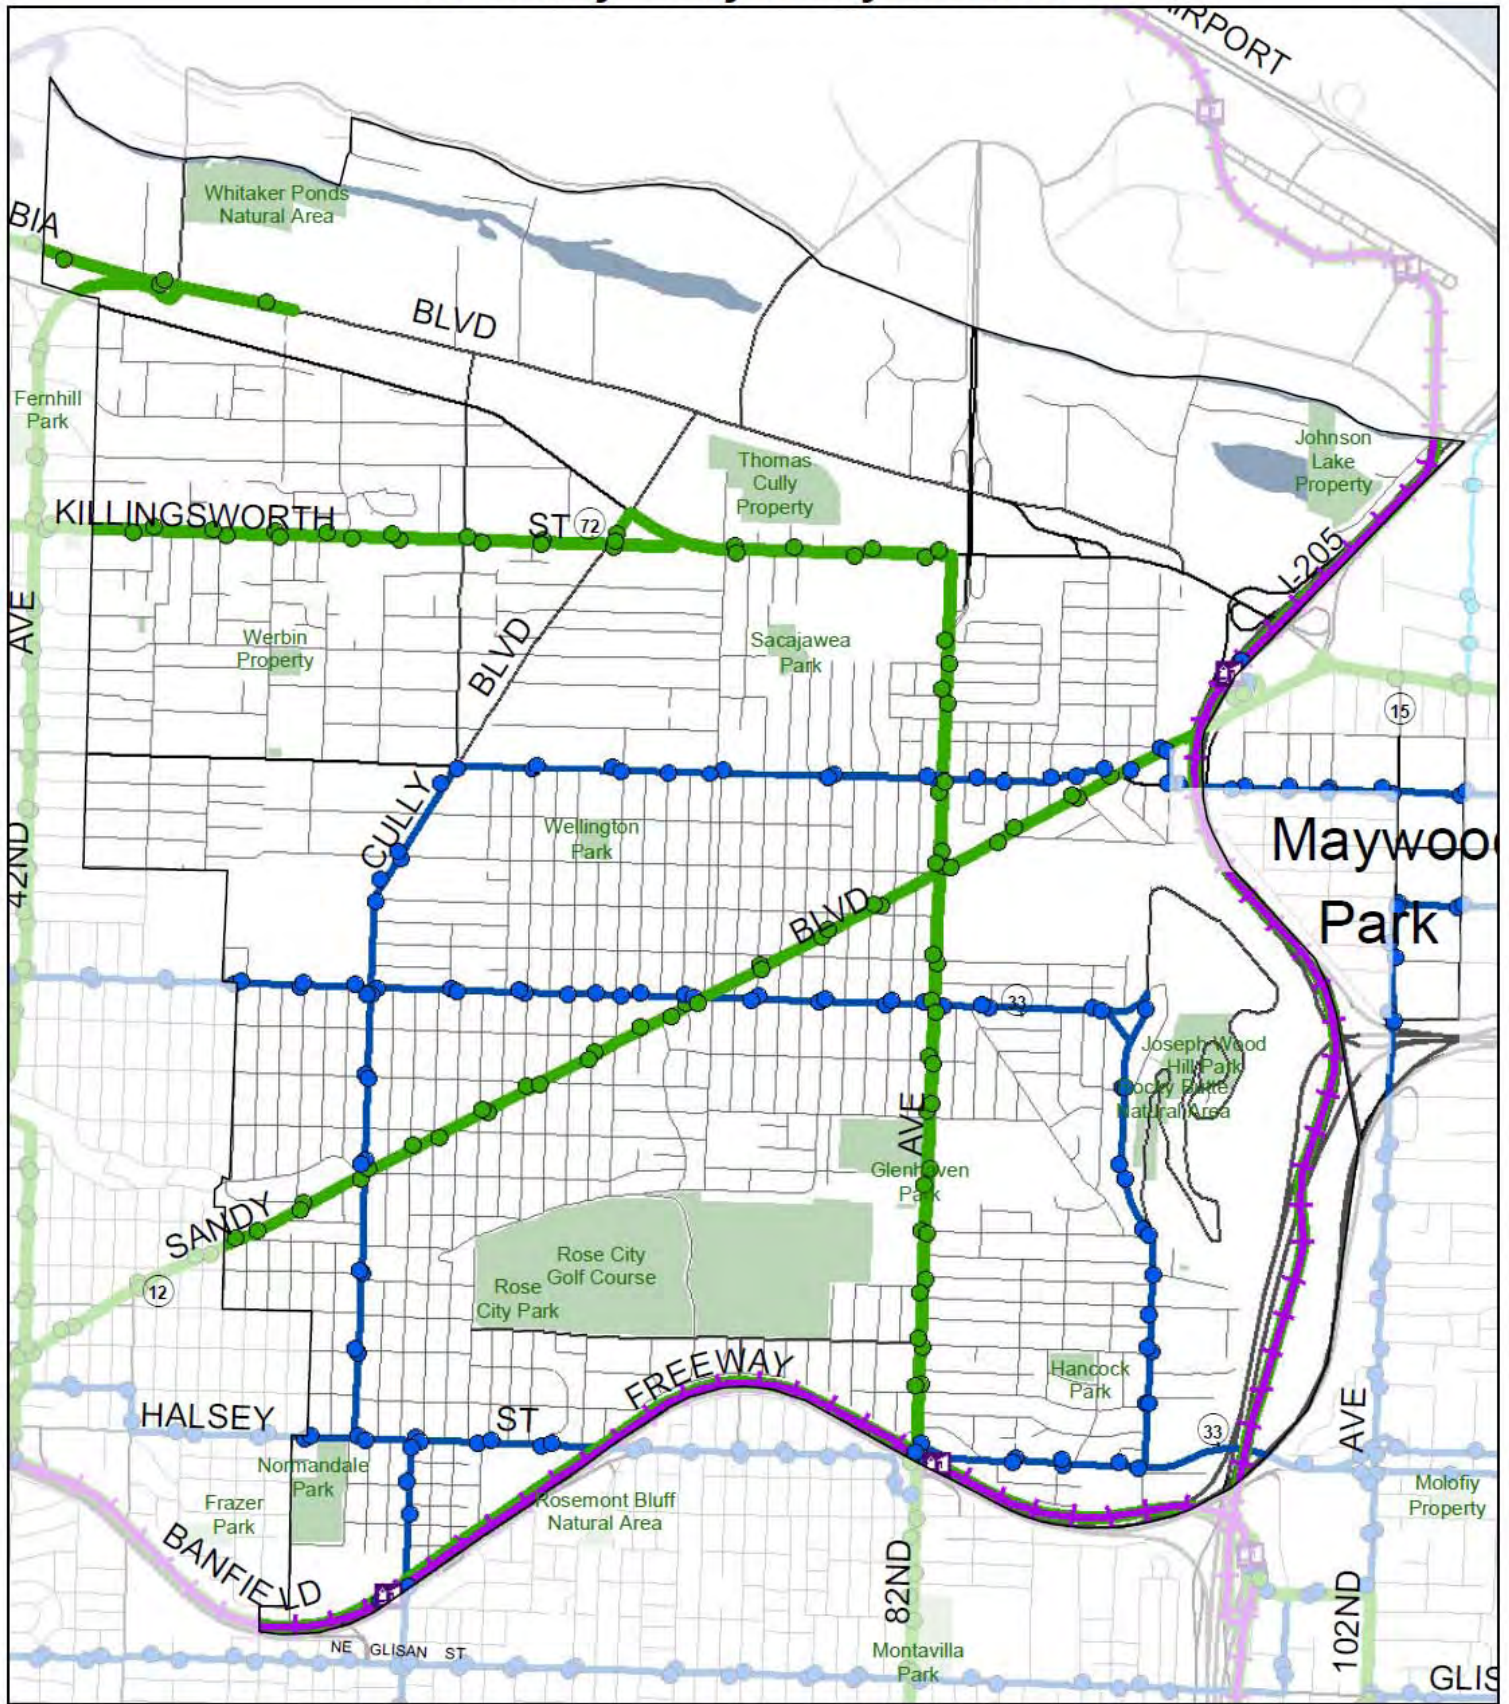 AIRPORT
Whitaker Ponds
Natural Area
BIA
BLVD
Fernhill
Park
Johnson
Lake
Property
Thomas
Cully
Property
KILLINGSWORTH
ST
72
I-205
AVE
BLVD
Werbin
Property
Sacajawea
Park
15
CULLY
Wellington
Park
Maywoo
Park
42ND
BLVD
33
Joseph Wood
Hill Park
Rocky Butte
Natural Area
AVE
Glenhaven
Park
SANDY
Rose City
Golf Course
Rose
City Park
12
FREEWAY
Hancock
Park
HALSEY
ST
33
AVE
Normandale
Park
Frazer
Park
Rosemont Bluff
Natural Area
Molofiy
Property
BANFIELD
82ND
102ND
NE GLISAN ST
Montavilla
Park
GLIS